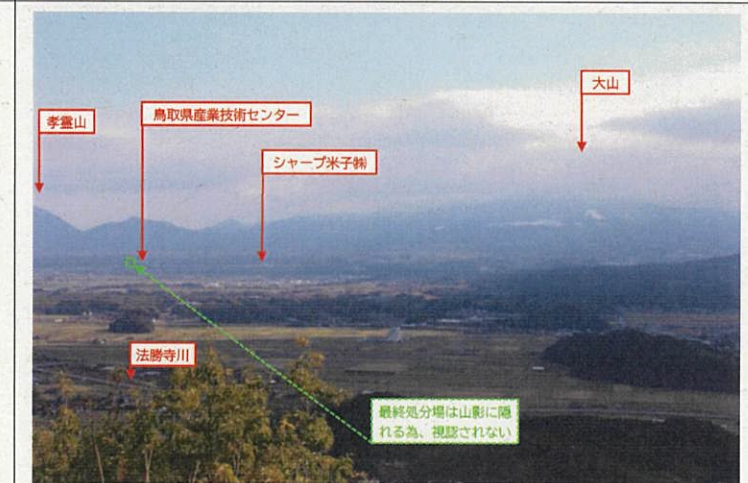 大山
鳥取県産業技術センター
孝霊山
シャープ米子㈱
法勝寺川
最終処分場は山影に隠
れる為、視認されない